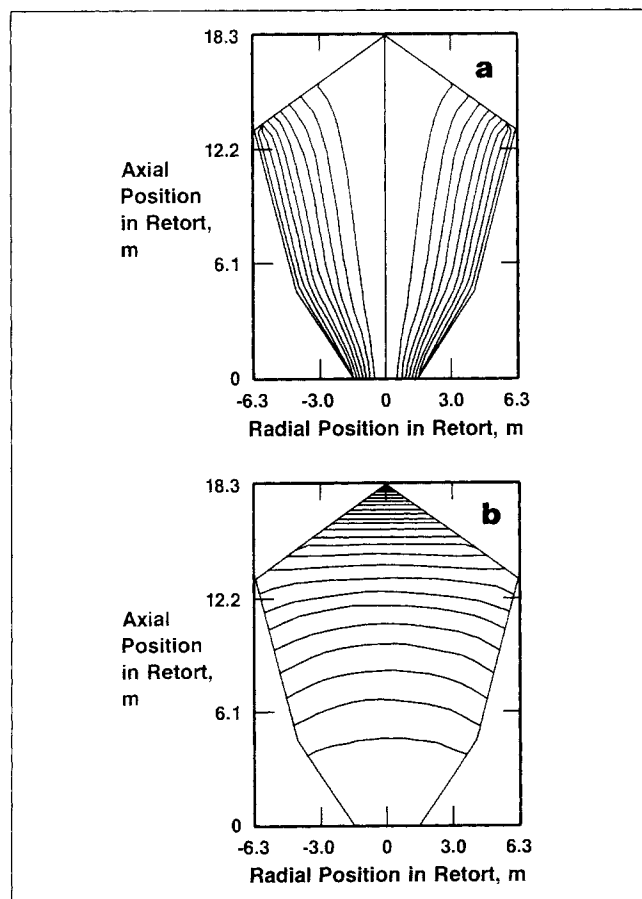 a
18.3
12.2
6.1
0
Axial
Position
in Retort,
m
-6.3 -3.0 0 3.0 6.3
Radial Position in Retort, m
b
18.3
12.2
6.1
0
Axial
Position
in Retort,
m
-6.3 -3.0 0 3.0 6.3
Radial Position in Retort, m